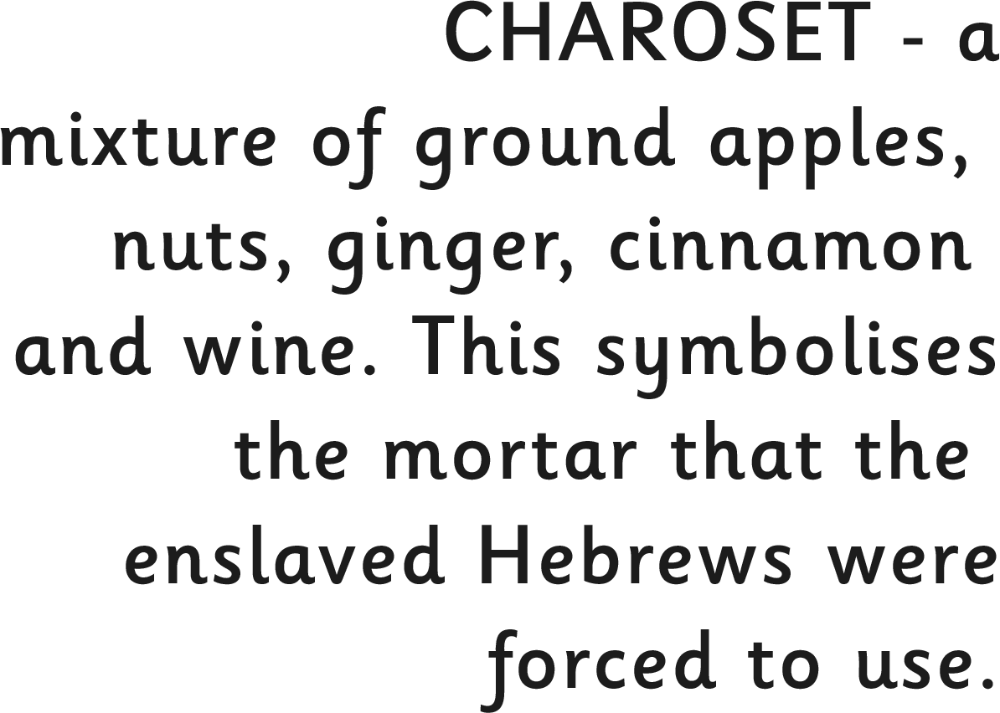 CHAROSET - a
mixture of ground apples,
nuts, ginger, cinnamon
and wine. This symbolises
the mortar that the
enslaved Hebrews were
forced to use.